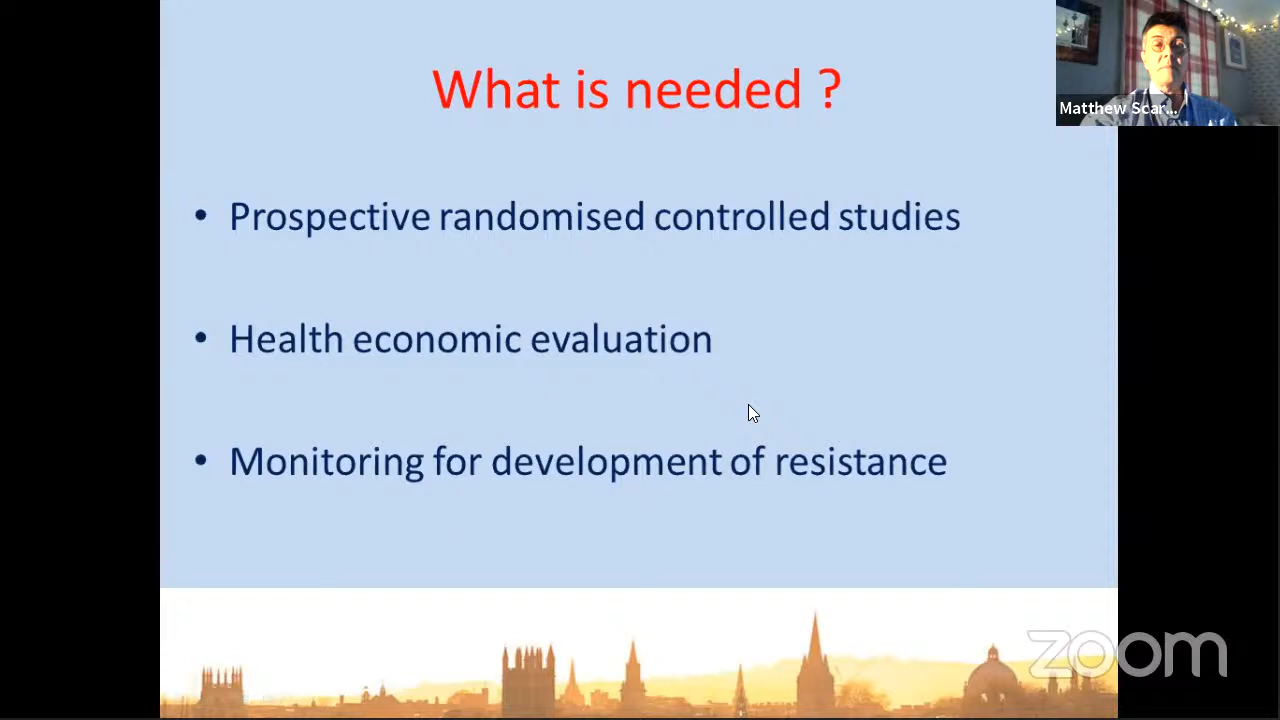 What is needed ?
Matthew Scar...
• Prospective randomised controlled studies
• Health economic evaluation
• Monitoring for development of resistance
zoom